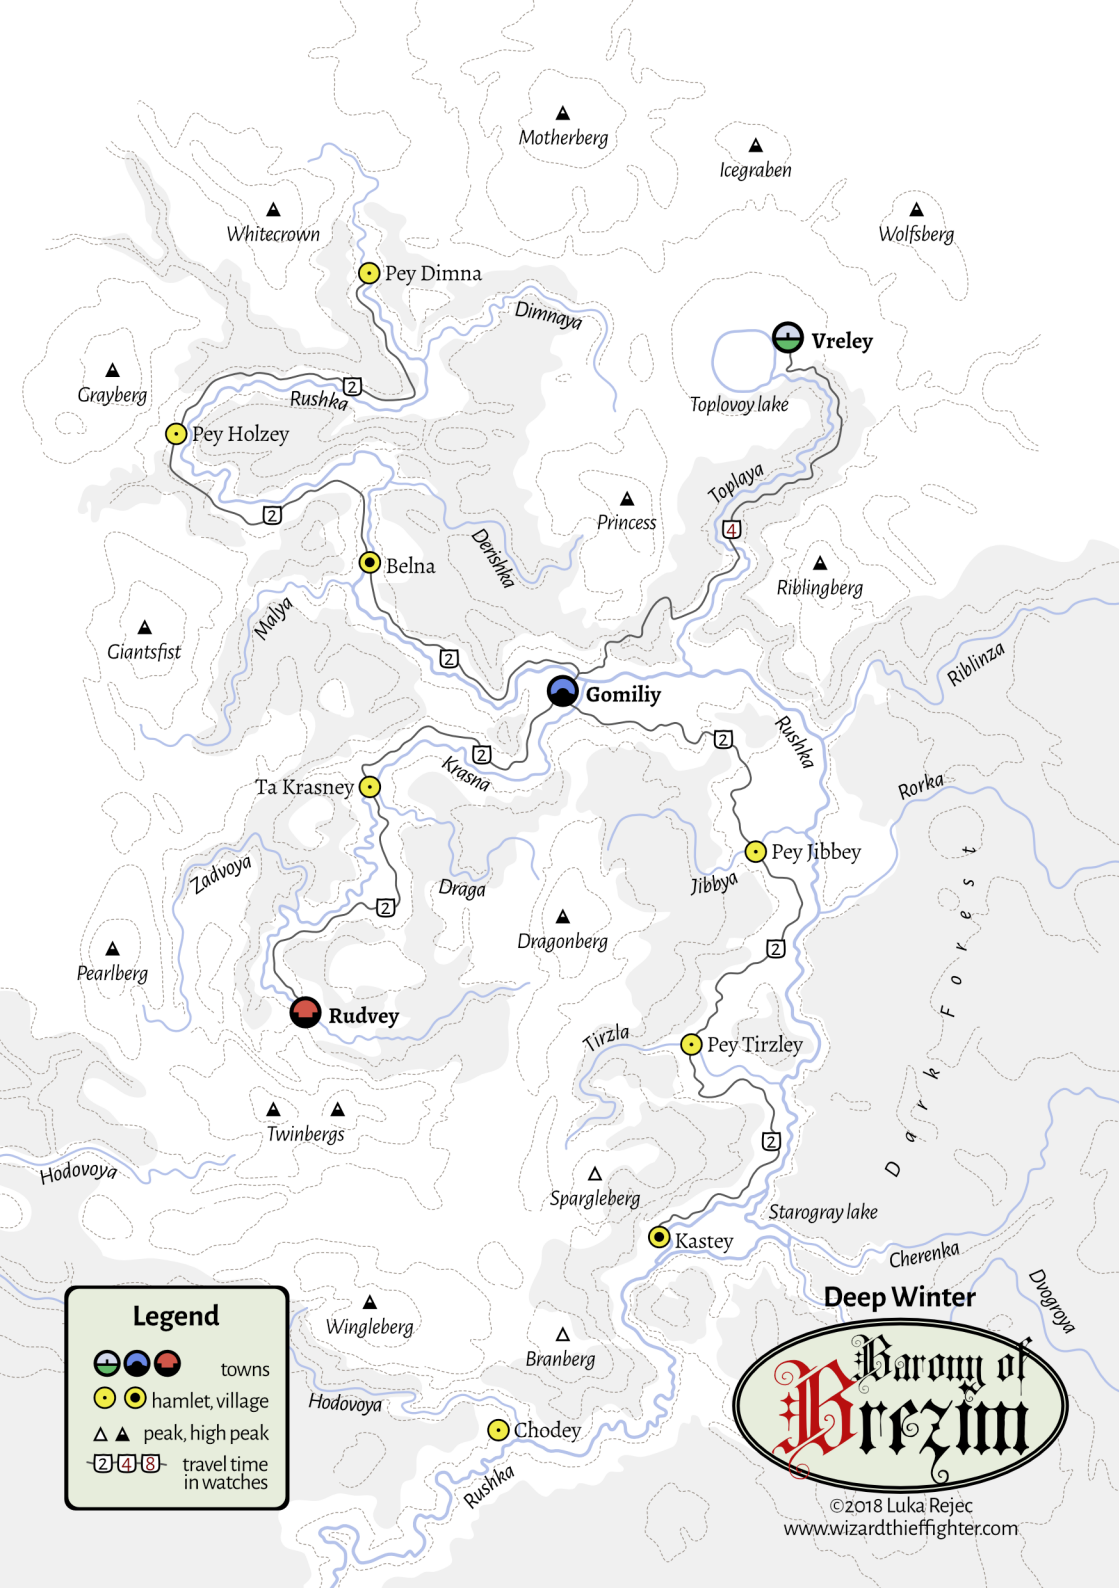 Motherberg
Icegraben
Whitecrown
Wolfsberg
Pey Dimna
Dimnaya
Vreley
Grayberg
2
Rushka
Toplovoy lake
Pey Holzey
Toplaya
2
Princess
4
Derishka
Belna
Riblingberg
Malya
Giantsfist
2
Riblinza
Gomiliy
Rushka
2
2
Krasna
Ta Krasney
Rorka
Pey Jibbey
Zadvoya
Draga
Jibbya
2
Dark Forest
Dragonberg
2
Pearlberg
Rudvey
Tirzla
Pey Tirzley
Twinbergs
2
Hodovoya
Spargleberg
Starogray lake
Kastey
Cherenka
Dvogroya
Deep Winter
Barony of
Brezim
Wingleberg
Branberg
Hodovoya
Chodey
Rushka
Legend
towns
hamlet, village
peak, high peak
2 4 8 travel time
in watches
©2018 Luka Rejec
www.wizardthieffighter.com